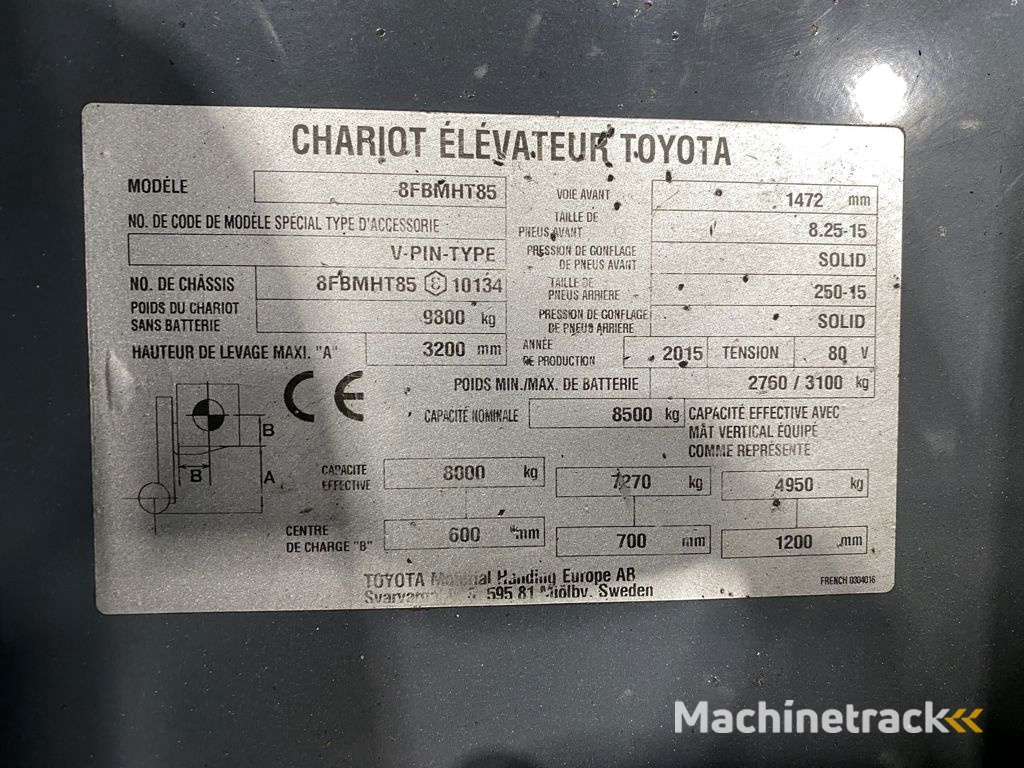 CHARIOT ÉLÉVATEUR TOYOTA
MODÈLE 8FBMHT85
NO. DE CODE DE MODÈLE SPÉCIAL TYPE D'ACCESSORIE
V-PIN-TYPE
NO. DE CHÂSSIS 8FBMHT85 8 10134
POIDS DU CHARIOT
SANS BATTERIE 9800 kg
HAUTEUR DE LEVAGE MAXI. "A" 3200 mm
VOIE AVANT 1472 mm
TAILLE DE
PNEUS AVANT 8.25-15
PRESSION DE GONFLAGE
DE PNEUS AVANT SOLID
TAILLE DE
PNEUS ARRIÈRE 250-15
PRESSION DE GONFLAGE
DE PNEUS ARRIÈRE SOLID
ANNÉE
DE PRODUCTION 2015 TENSION 80 V
POIDS MIN./MAX. DE BATTERIE 2760 / 3100 kg
CE
CAPACITÉ NOMINALE 8500 kg
CAPACITÉ EFFECTIVE AVEC
MÂT VERTICAL ÉQUIPÉ
COMME REPRÉSENTÉ
B
B
A
CAPACITÉ
EFFECTIVE 8000 kg 7270 kg 4950 kg
CENTRE
DE CHARGE "B" 600 mm 700 mm 1200 mm
TOYOTA Material Handing Europe AB
595 81 Mjölby, Sweden
FRENCH 0304016
Machinetrack